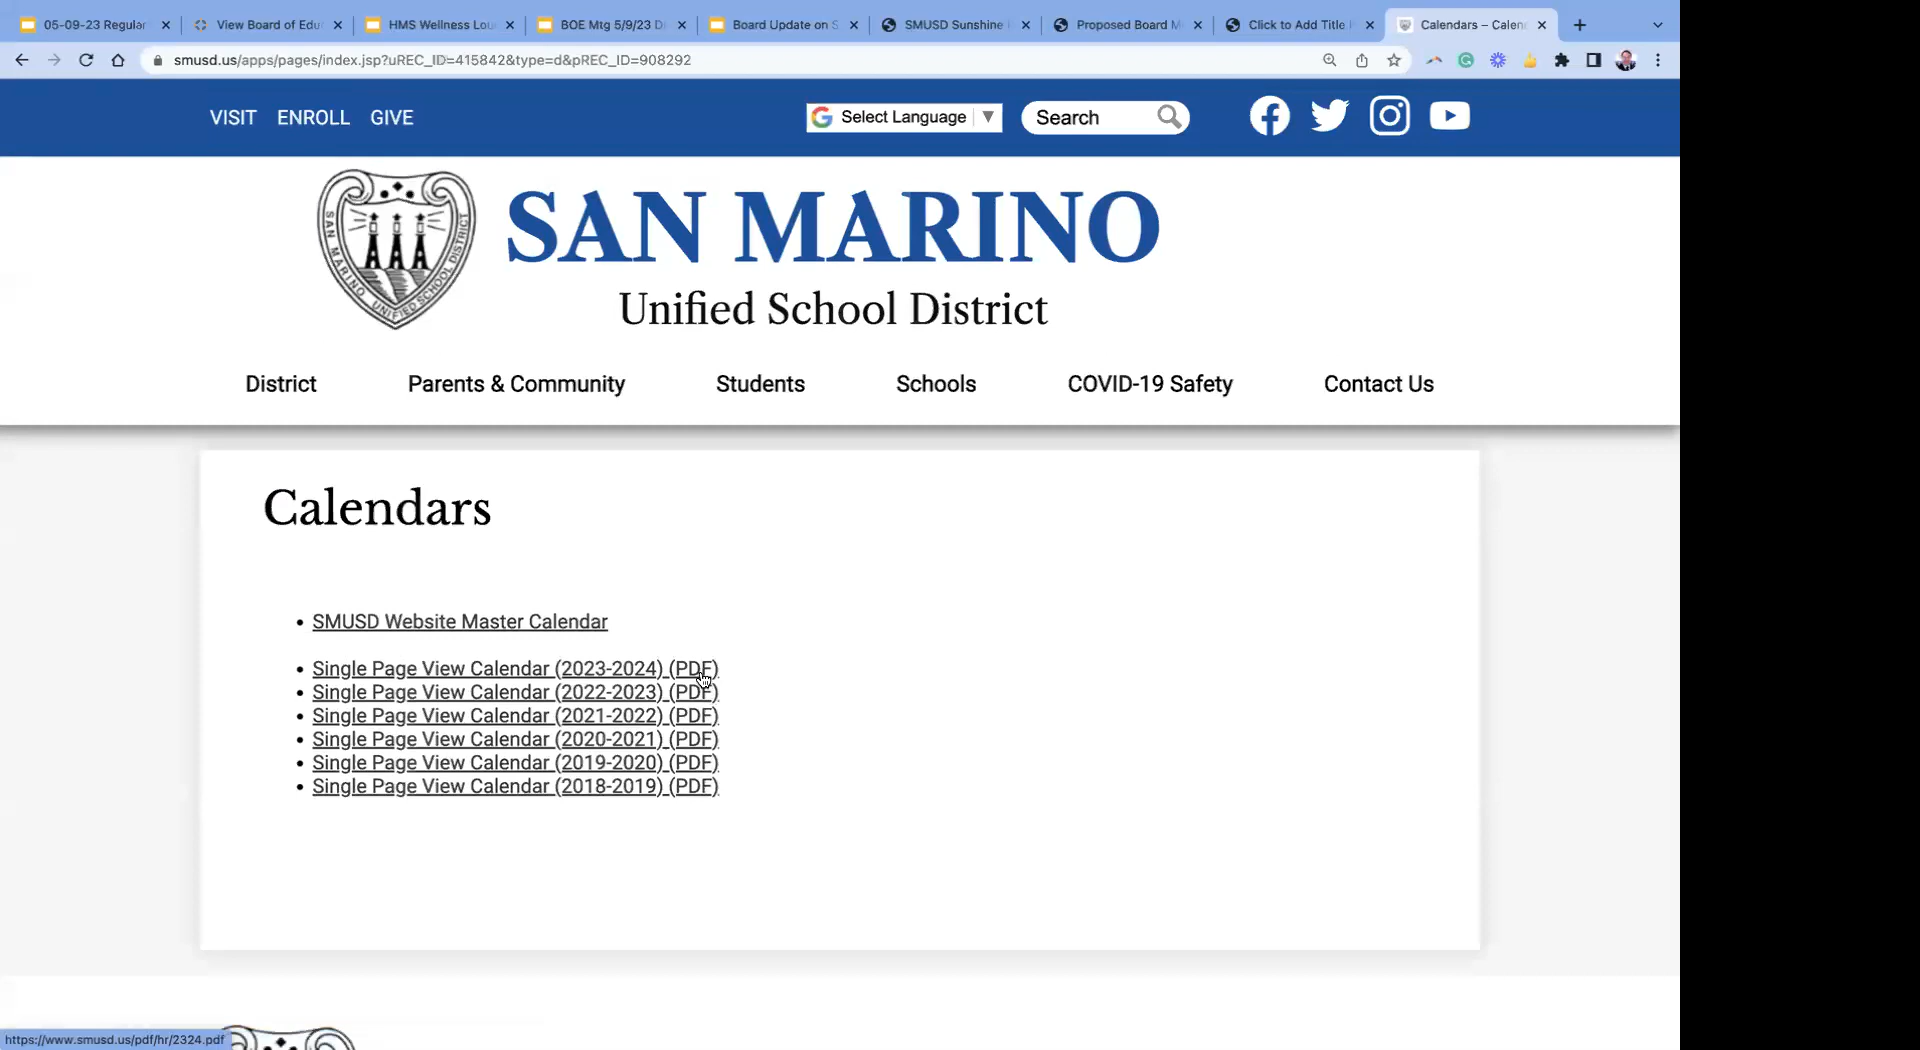 05-09-23 Regular
View Board of Edu
HMS Wellness Lou
BOE Mtg 5/9/23 D
Board Update on S
SMUSD Sunshine
Proposed Board M
Click to Add Title
Calendars – Calen
smusd.us/apps/pages/index.jsp?uREC_ID=415842&type=d&pREC_ID=908292
VISIT ENROLL GIVE
Select Language ▼
Search
SAN MARINO UNIFIED SCHOOL DISTRICT
SAN MARINO
Unified School District
District Parents & Community Students Schools COVID-19 Safety Contact Us
Calendars
• SMUSD Website Master Calendar
• Single Page View Calendar (2023-2024) (PDF)
• Single Page View Calendar (2022-2023) (PDF)
• Single Page View Calendar (2021-2022) (PDF)
• Single Page View Calendar (2020-2021) (PDF)
• Single Page View Calendar (2019-2020) (PDF)
• Single Page View Calendar (2018-2019) (PDF)
https://www.smusd.us/pdf/hr/2324.pdf